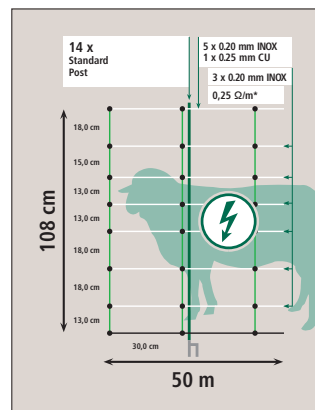 14 x
Standard
Post
5 x 0.20 mm INOX
1 x 0.25 mm CU
3 x 0.20 mm INOX
0,25 Ω/m*
18,0 cm
15,0 cm
13,0 cm
13,0 cm
18,0 cm
18,0 cm
13,0 cm
108 cm
30,0 cm
50 m